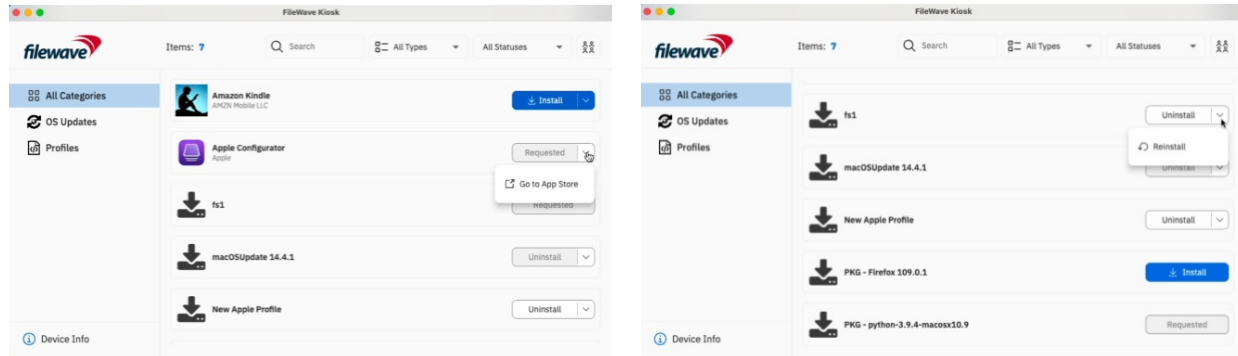 FileWave Kiosk
filewave
Items: 7
Search
All Types
All Statuses
All Categories
OS Updates
Profiles
Device Info
Amazon Kindle
AMZN Mobile LLC
Install
Apple Configurator
Apple
Requested
Go to App Store
fs1
Requested
macOSUpdate 14.4.1
Uninstall
New Apple Profile
Uninstall
FileWave Kiosk
filewave
Items: 7
Search
All Types
All Statuses
All Categories
OS Updates
Profiles
Device Info
fs1
Uninstall
Reinstall
macOSUpdate 14.4.1
Uninstall
New Apple Profile
Uninstall
PKG - Firefox 109.0.1
Install
PKG - python-3.9.4-macosx10.9
Requested